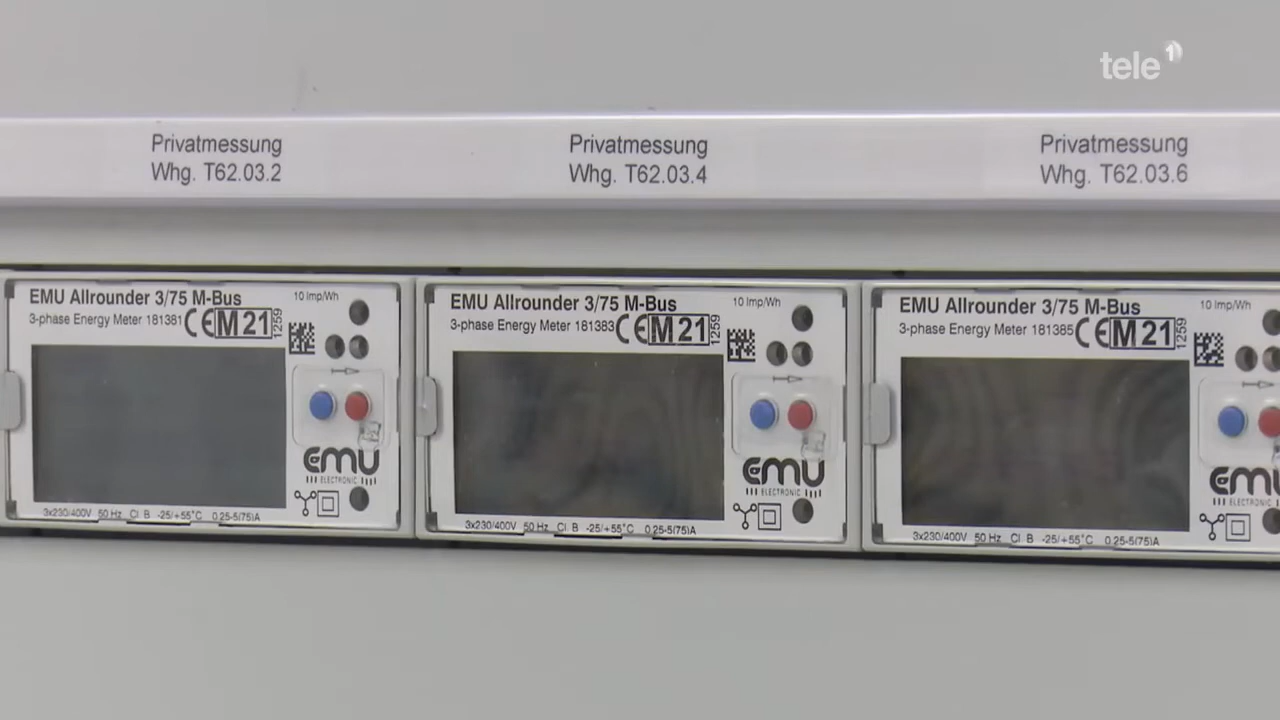 tele1
Privatmessung
Whg. T62.03.2
Privatmessung
Whg. T62.03.4
Privatmessung
Whg. T62.03.6
EMU Allrounder 3/75 M-Bus
10 Imp/Wh
3-phase Energy Meter 181381
CE M21 1259
EMU
ELECTRONIC
3x230/400V 50 Hz Cl B -25/+55°C 0.25-5(75)A
EMU Allrounder 3/75 M-Bus
10 Imp/Wh
3-phase Energy Meter 181383
CE M21 1259
EMU
ELECTRONIC
3x230/400V 50 Hz Cl B -25/+55°C 0.25-5(75)A
EMU Allrounder 3/75 M-Bus
10 Imp/Wh
3-phase Energy Meter 181385
CE M21 1259
EMU
ELECTRONIC
3x230/400V 50 Hz Cl B -25/+55°C 0.25-5(75)A